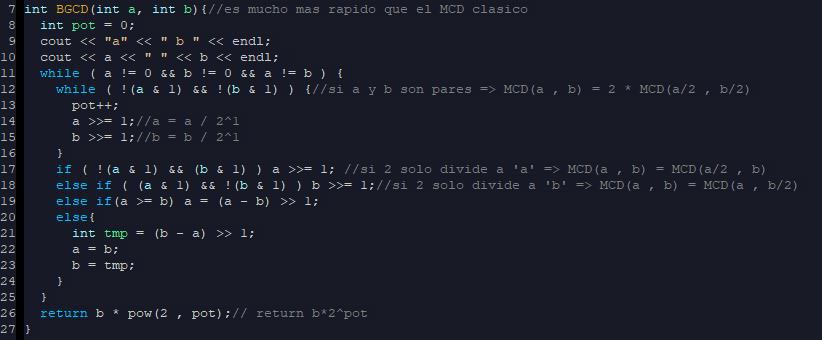 7 int BGCD(int a, int b){//es mucho mas rapido que el MCD clasico
8 int pot = 0;
9 cout << "a" << " b " << endl;
10 cout << a << " " << b << endl;
11 while ( a != 0 && b != 0 && a != b ) {
12 while ( !(a & 1) && !(b & 1) ) {//si a y b son pares => MCD(a , b) = 2 * MCD(a/2 , b/2)
13 pot++;
14 a >>= 1;//a = a / 2^1
15 b >>= 1;//b = b / 2^1
16 }
17 if ( !(a & 1) && (b & 1) ) a >>= 1; //si 2 solo divide a 'a' => MCD(a , b) = MCD(a/2 , b)
18 else if ( (a & 1) && !(b & 1) ) b >>= 1;//si 2 solo divide a 'b' => MCD(a , b) = MCD(a , b/2)
19 else if(a >= b) a = (a - b) >> 1;
20 else{
21 int tmp = (b - a) >> 1;
22 a = b;
23 b = tmp;
24 }
25 }
26 return b * pow(2 , pot);// return b*2^pot
27 }